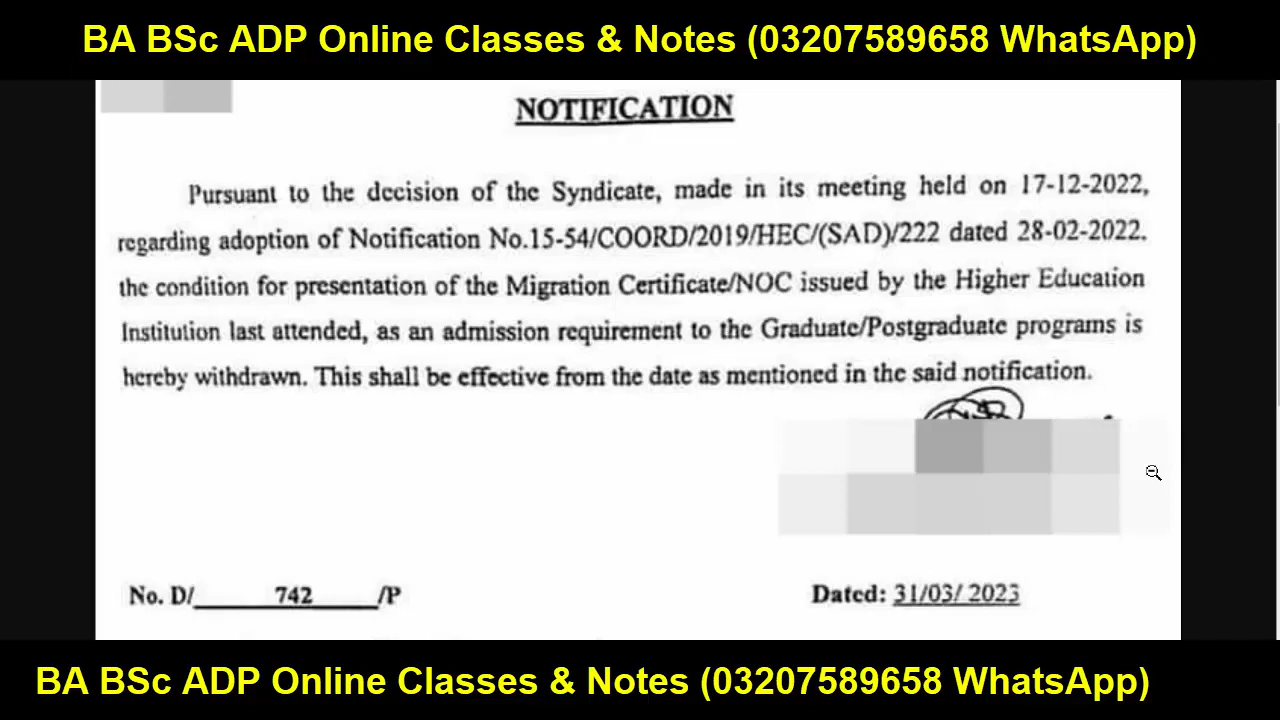 BA BSc ADP Online Classes & Notes (03207589658 WhatsApp)
NOTIFICATION
Pursuant to the decision of the Syndicate, made in its meeting held on 17-12-2022,
regarding adoption of Notification No.15-54/COORD/2019/HEC/(SAD)/222 dated 28-02-2022.
the condition for presentation of the Migration Certificate/NOC issued by the Higher Education
Institution last attended, as an admission requirement to the Graduate/Postgraduate programs is
hereby withdrawn. This shall be effective from the date as mentioned in the said notification.
No. D/ 742 /P
Dated: 31/03/ 2023
BA BSc ADP Online Classes & Notes (03207589658 WhatsApp)